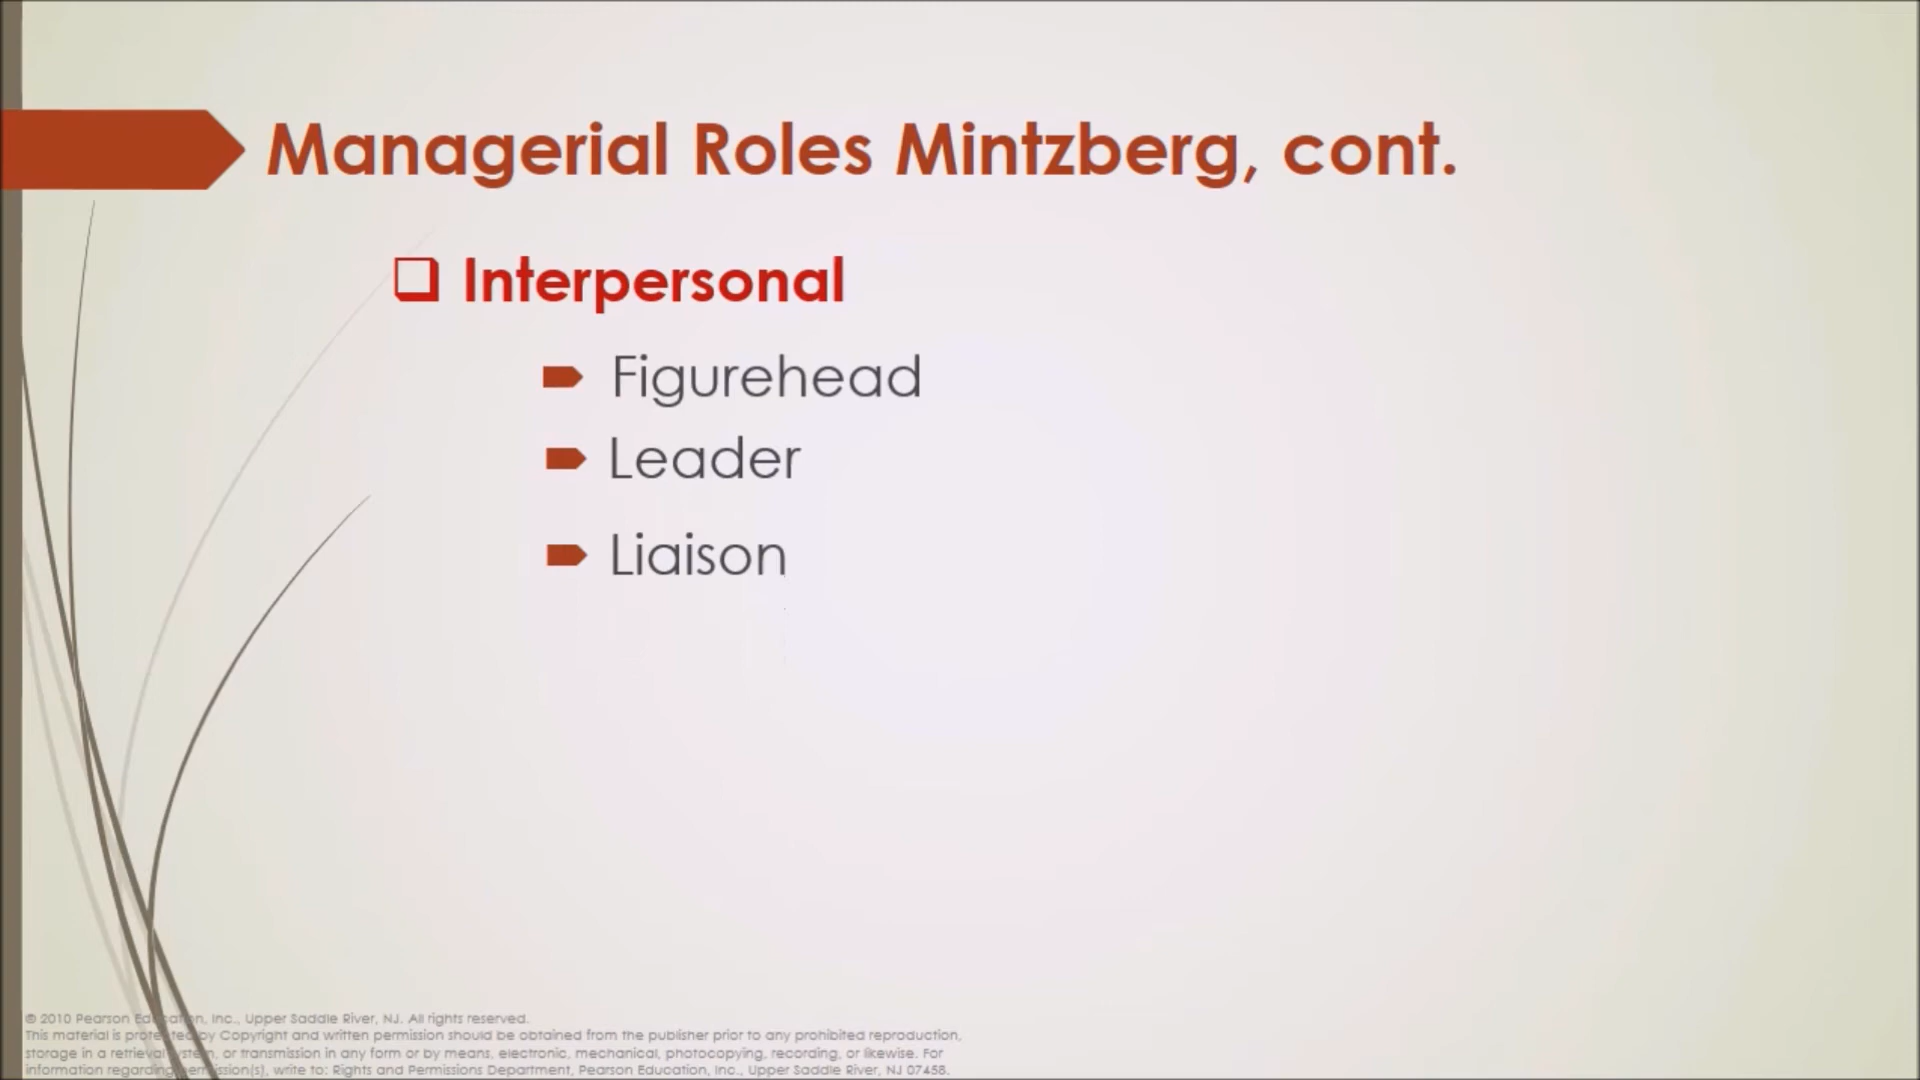 Managerial Roles Mintzberg, cont.
Interpersonal
Figurehead
Leader
Liaison
© 2010 Pearson Education, Inc., Upper Saddle River, NJ. All rights reserved.
This material is protected by Copyright and written permission should be obtained from the publisher prior to any prohibited reproduction,
storage in a retrieval system, or transmission in any form or by means, electronic, mechanical, photocopying, recording, or likewise. For
information regarding permission(s), write to: Rights and Permissions Department, Pearson Education, Inc., Upper Saddle River, NJ 07458.